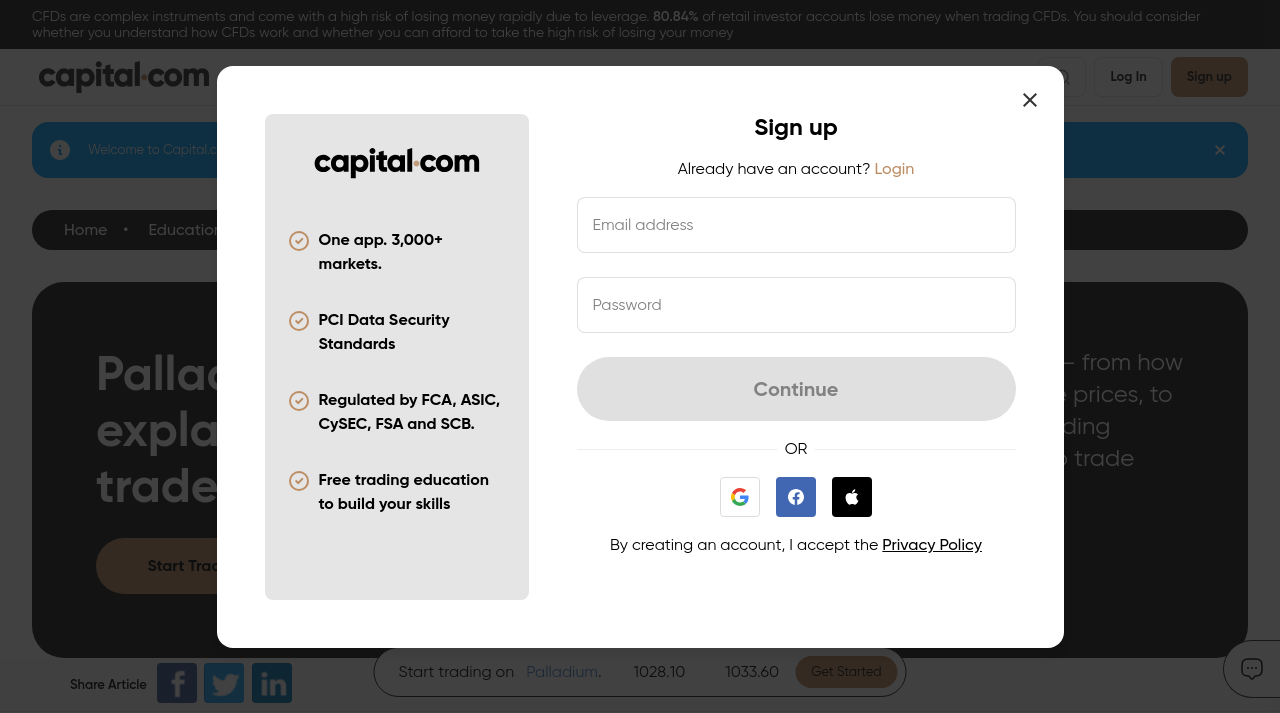 CFDs are complex instruments and come with a high risk of losing money rapidly due to leverage. 80.84% of retail investor accounts lose money when trading CFDs. You should consider
whether you understand how CFDs work and whether you can afford to take the high risk of losing your money
capital.com
Log In
Sign up
Welcome to Capital.c
Home • Education
Pallad
expla
trade
Start Trad
– from how
prices, to
ding
trade
capital.com
One app. 3,000+
markets.
PCI Data Security
Standards
Regulated by FCA, ASIC,
CySEC, FSA and SCB.
Free trading education
to build your skills
Sign up
Already have an account? Login
Email address
Password
Continue
OR
By creating an account, I accept the Privacy Policy
Share Article
Start trading on Palladium. 1028.10 1033.60 Get Started